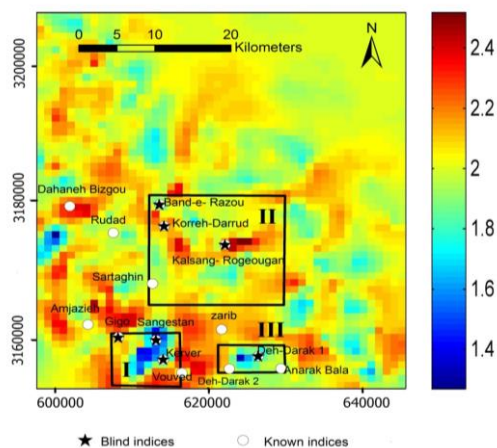 N
0 5 10 20
Kilometers
2.4
2.2
2
1.8
1.6
1.4
3200000
3180000
3160000
Dahaneh Bizgou
Band-e- Razou
II
Rudad
Korreh-Darrud
Kalsang- Rogeougan
Sartaghin
Amjazieh
Gigo
Sangestan
zarib
III
Kerver
Deh-Darak 1
I
Vouved
Deh-Darak 2
Anarak Bala
600000 620000 640000
Blind indices Known indices